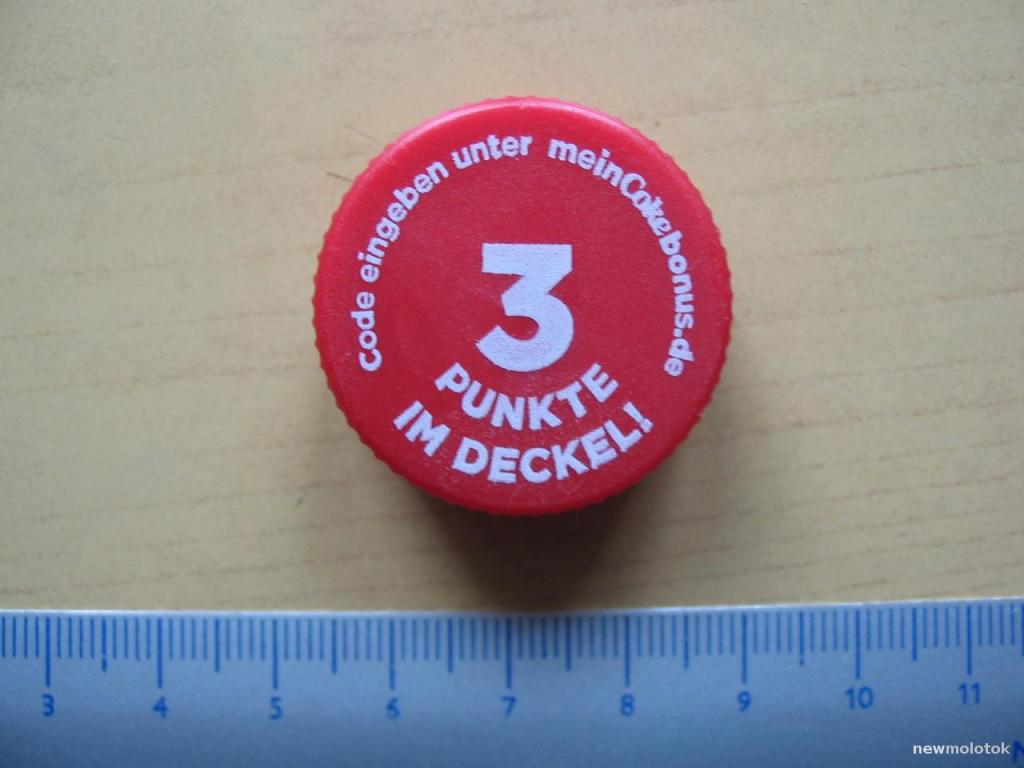 Code eingeben unter meinCokebonus.de
3
PUNKTE
IM DECKEL!
3 4 5 6 7 8 9 10 11
newmolotok